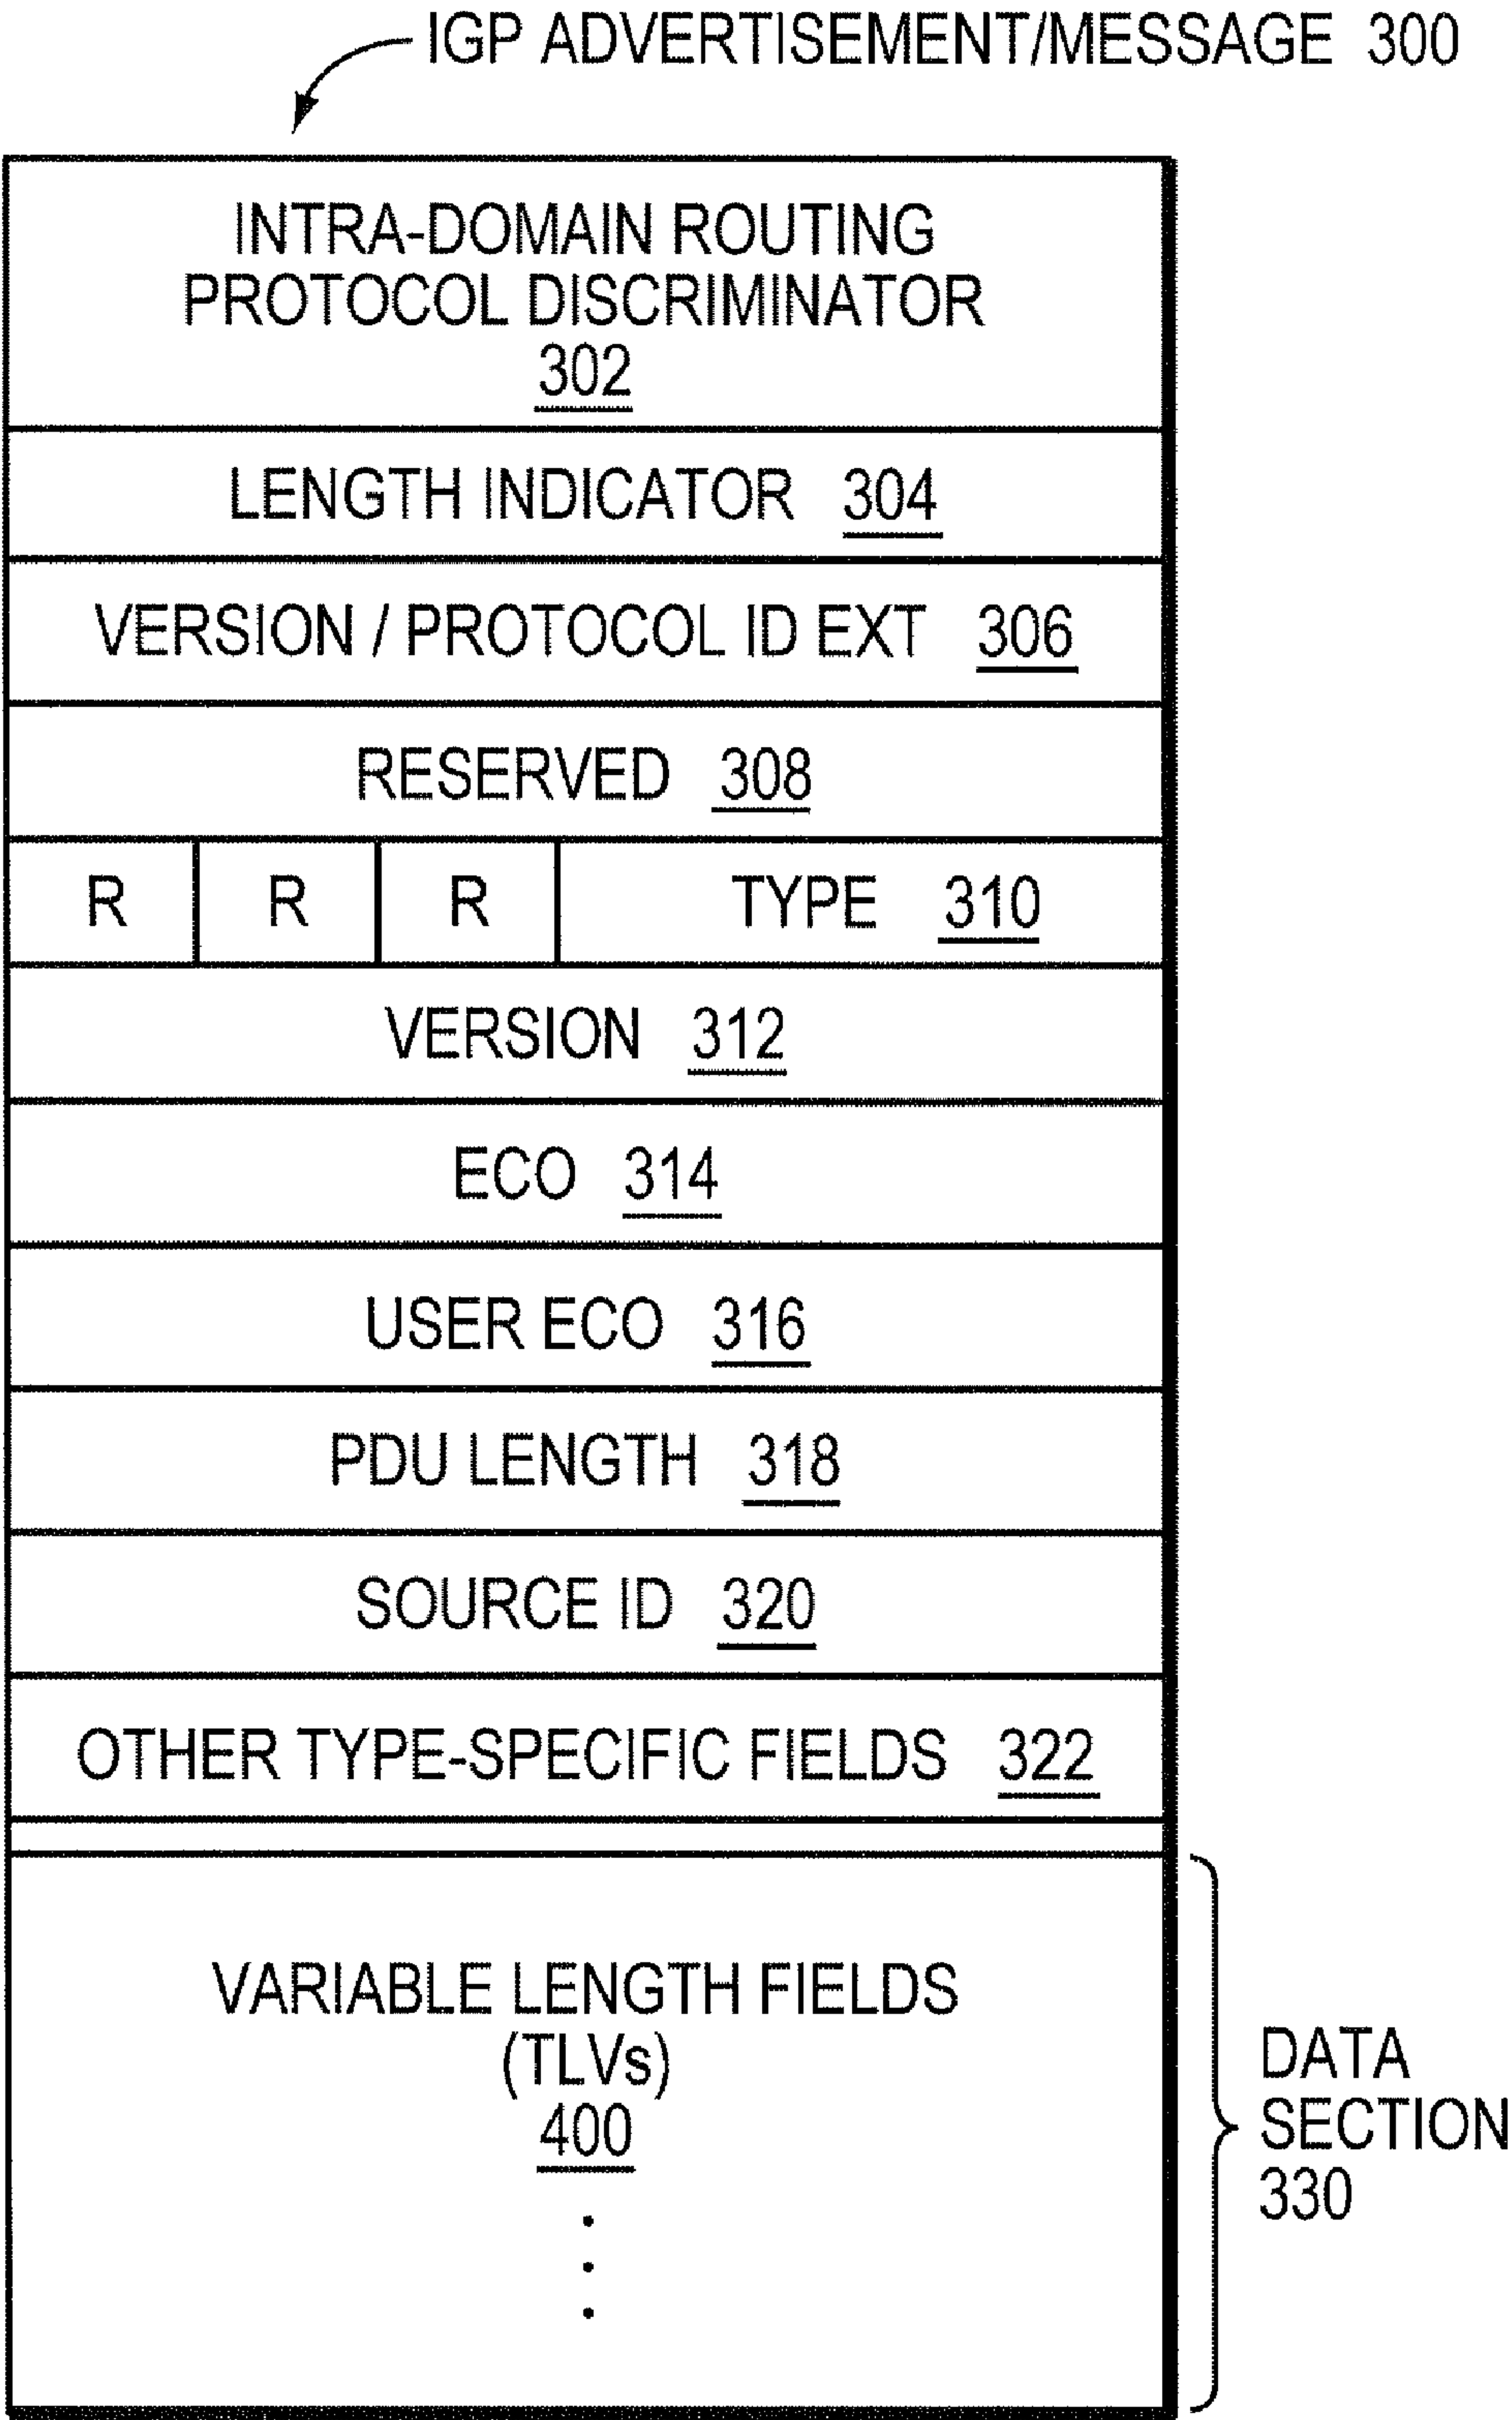 IGP ADVERTISEMENT/MESSAGE 300
INTRA-DOMAIN ROUTING
PROTOCOL DISCRIMINATOR
302
LENGTH INDICATOR 304
VERSION / PROTOCOL ID EXT 306
RESERVED 308
R R R TYPE 310
VERSION 312
ECO 314
USER ECO 316
PDU LENGTH 318
SOURCE ID 320
OTHER TYPE-SPECIFIC FIELDS 322
VARIABLE LENGTH FIELDS
(TLVs)
400
DATA
SECTION
330